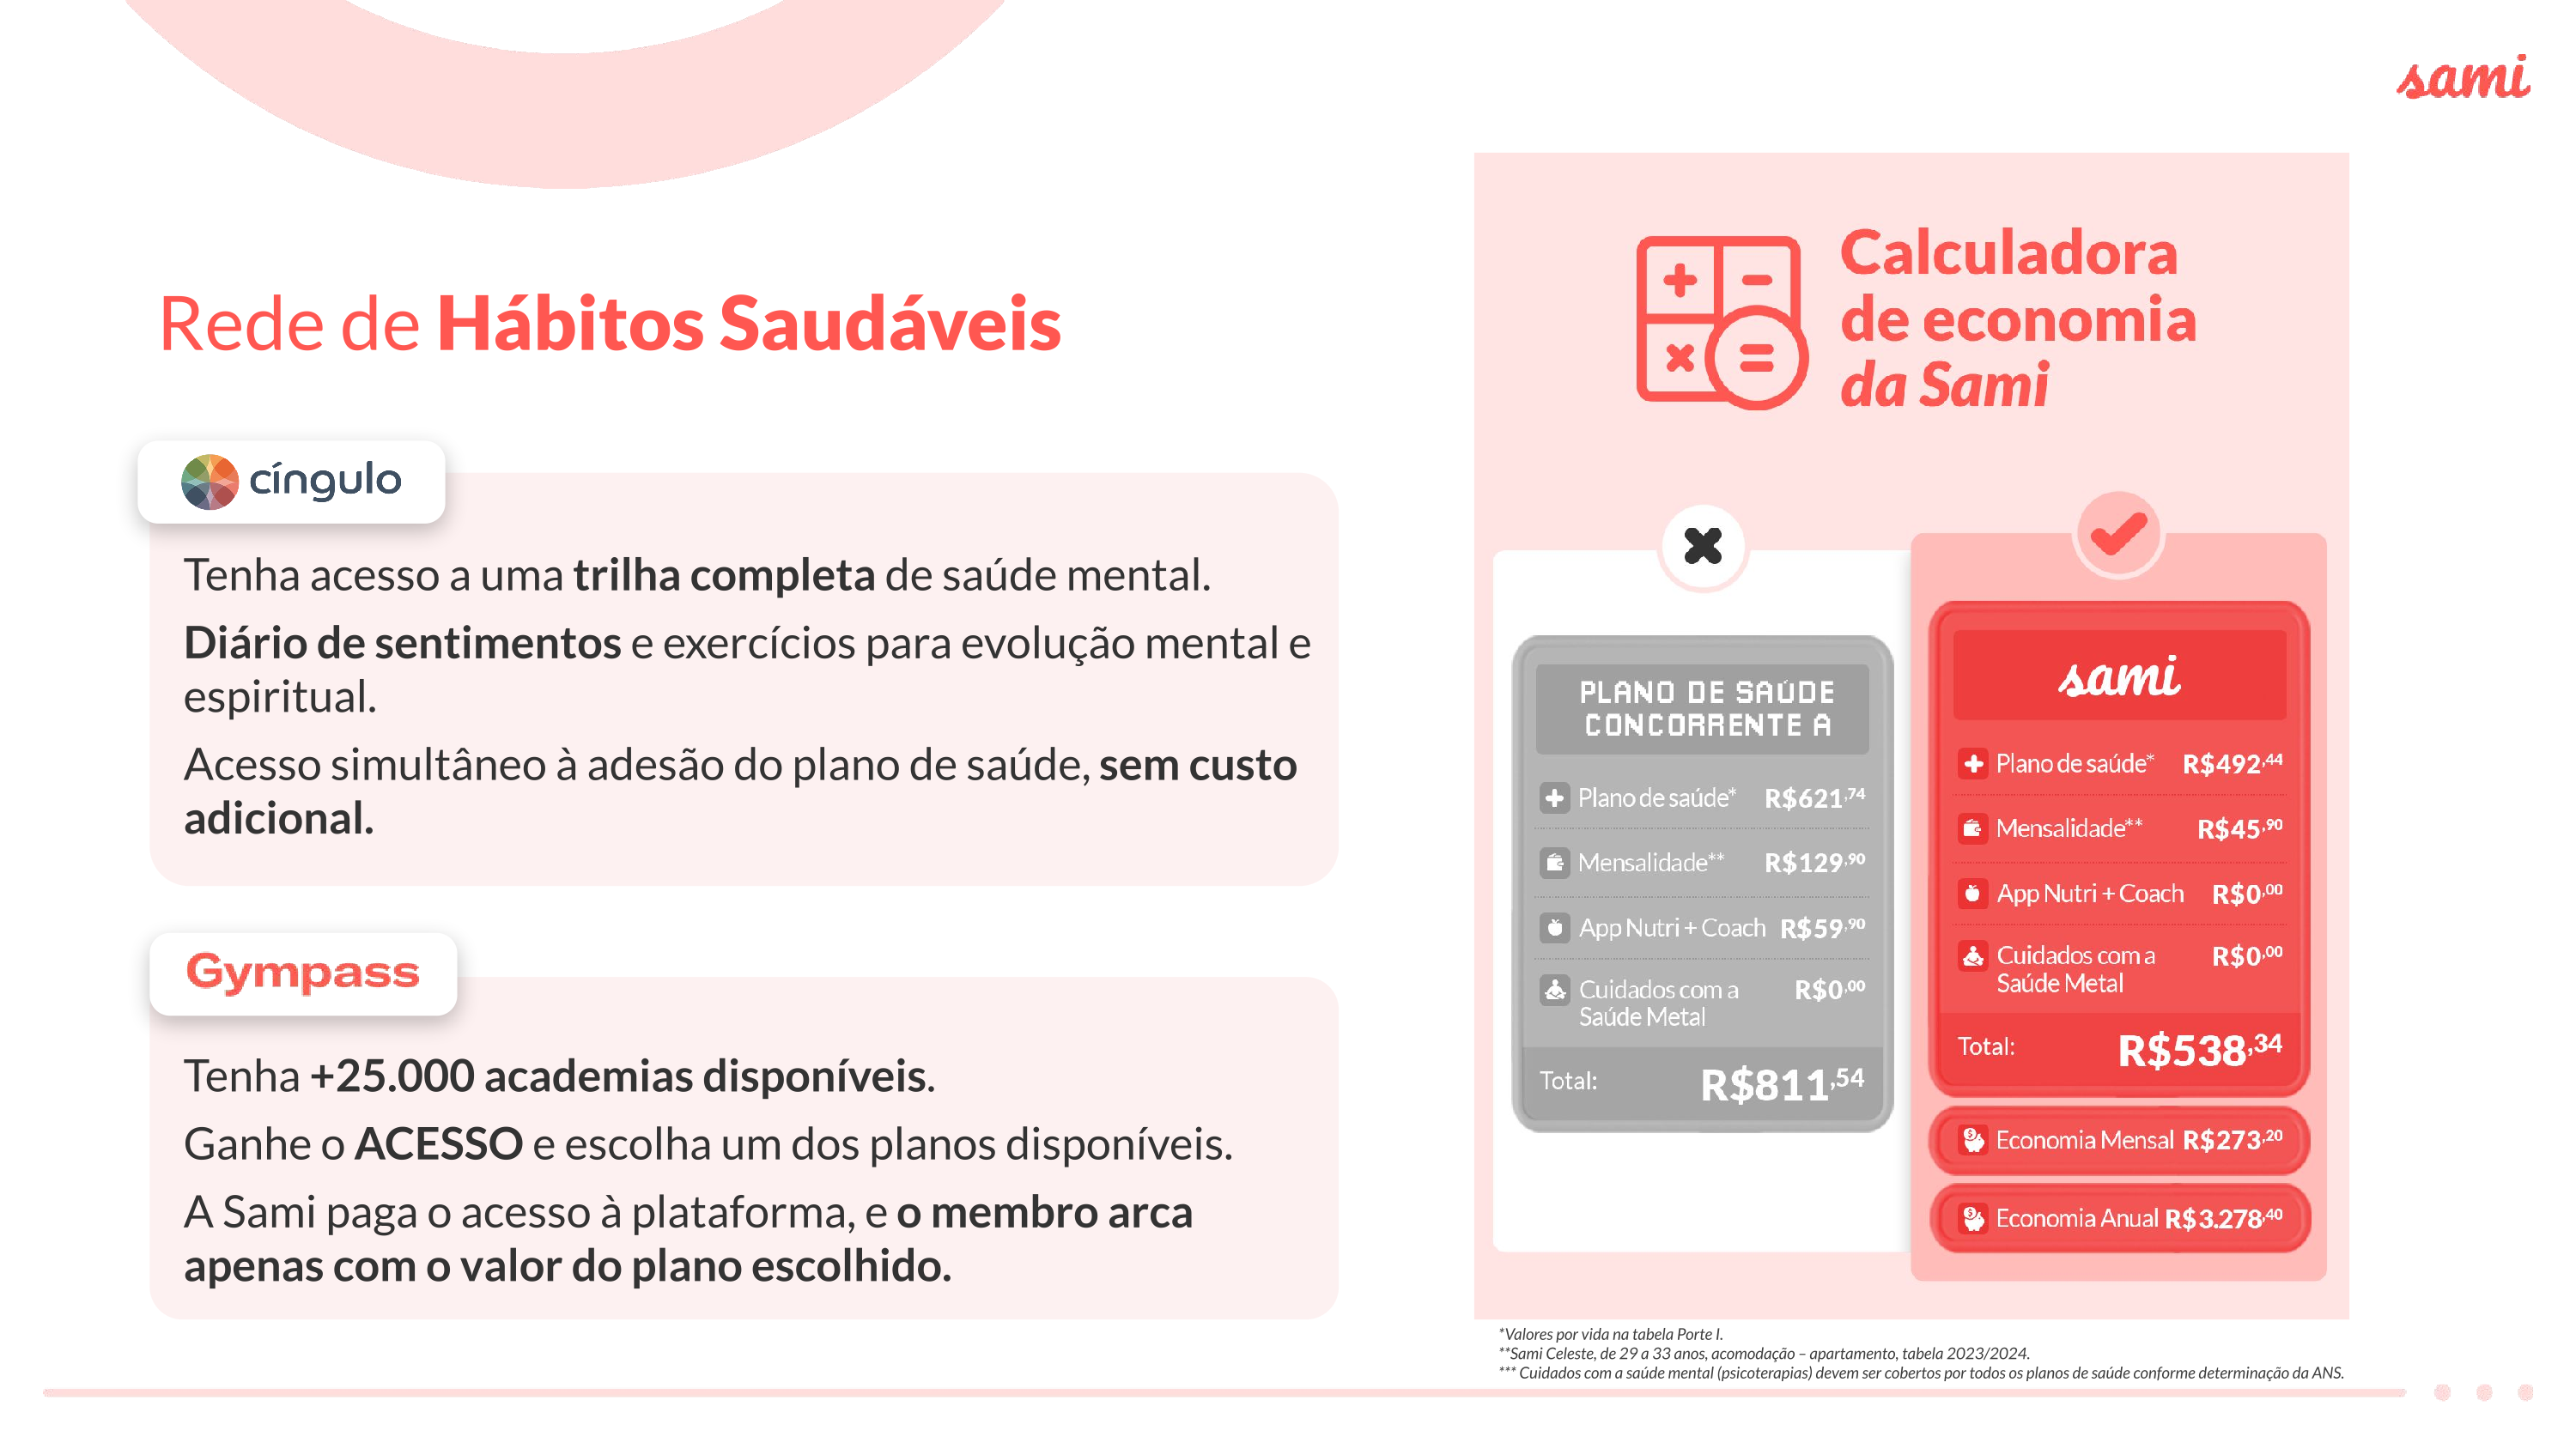 sami
Rede de Hábitos Saudáveis
cíngulo
Tenha acesso a uma trilha completa de saúde mental.
Diário de sentimentos e exercícios para evolução mental e
espiritual.
Acesso simultâneo à adesão do plano de saúde, sem custo
adicional.
Gympass
Tenha +25.000 academias disponíveis.
Ganhe o ACESSO e escolha um dos planos disponíveis.
A Sami paga o acesso à plataforma, e o membro arca
apenas com o valor do plano escolhido.
Calculadora
de economia
da Sami
PLANO DE SAÚDE
CONCORRENTE A
Plano de saúde* R$621,74
Mensalidade** R$129,90
App Nutri + Coach R$59,90
Cuidados com a R$0,00
Saúde Metal
Total: R$811,54
sami
Plano de saúde* R$492,44
Mensalidade** R$45,90
App Nutri + Coach R$0,00
Cuidados com a R$0,00
Saúde Metal
Total: R$538,34
Economia Mensal R$273,20
Economia Anual R$3.278,40
*Valores por vida na tabela Porte I.
**Sami Celeste, de 29 a 33 anos, acomodação – apartamento, tabela 2023/2024.
*** Cuidados com a saúde mental (psicoterapias) devem ser cobertos por todos os planos de saúde conforme determinação da ANS.